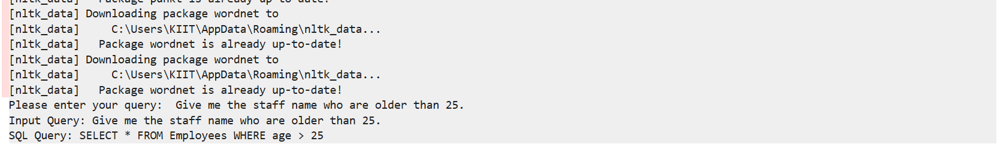 [nltk_data]   Package punkt is already up-to-date!
[nltk_data] Downloading package wordnet to
[nltk_data]     C:\Users\KIIT\AppData\Roaming\nltk_data...
[nltk_data]   Package wordnet is already up-to-date!
[nltk_data] Downloading package wordnet to
[nltk_data]     C:\Users\KIIT\AppData\Roaming\nltk_data...
[nltk_data]   Package wordnet is already up-to-date!
Please enter your query:  Give me the staff name who are older than 25.
Input Query: Give me the staff name who are older than 25.
SQL Query: SELECT * FROM Employees WHERE age > 25